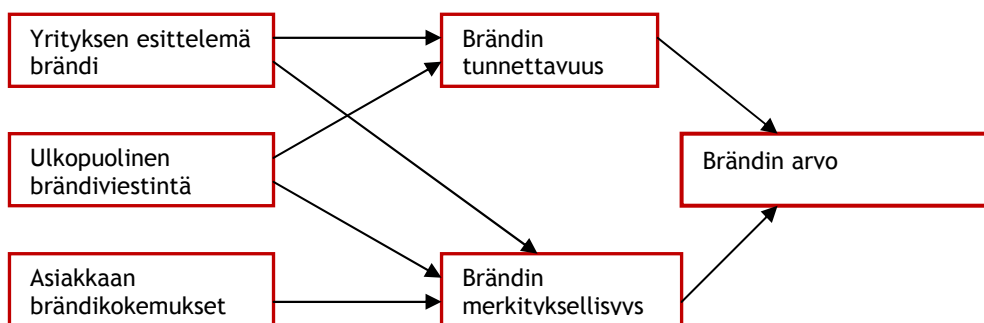 Yrityksen esittelemä
brändi
Brändin
tunnettavuus
Ulkopuolinen
brändiviestintä
Brändin arvo
Asiakkaan
brändikokemukset
Brändin
merkityksellisyys